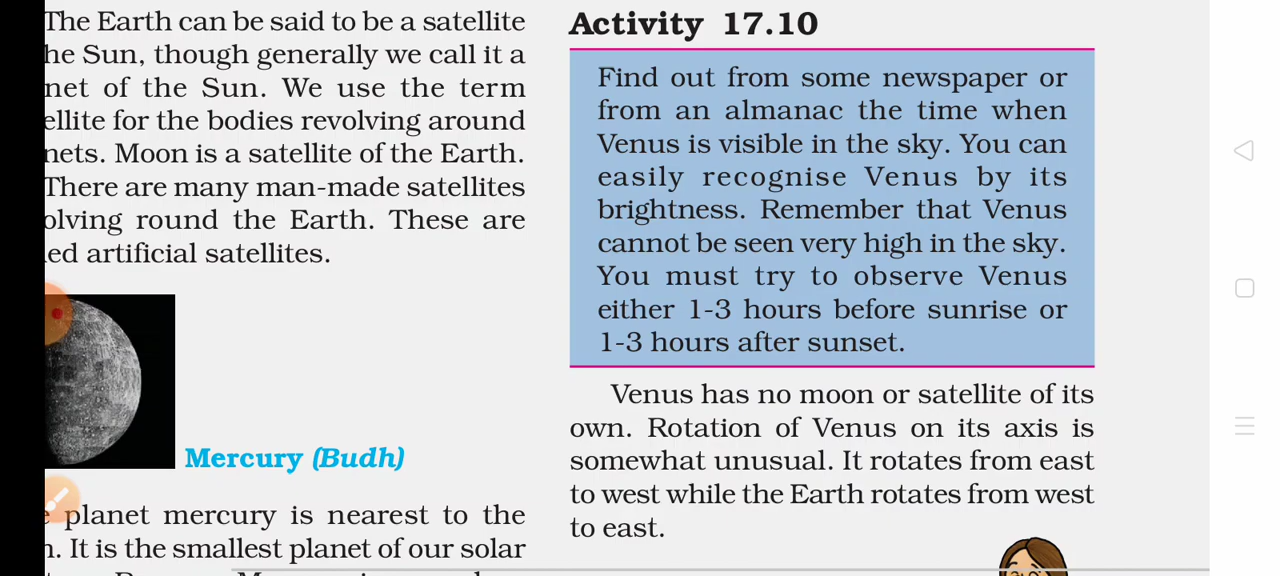 The Earth can be said to be a satellite
he Sun, though generally we call it a
net of the Sun. We use the term
ellite for the bodies revolving around
nets. Moon is a satellite of the Earth.
There are many man-made satellites
olving round the Earth. These are
ed artificial satellites.
Mercury (Budh)
planet mercury is nearest to the
n. It is the smallest planet of our solar
Activity 17.10
Find out from some newspaper or
from an almanac the time when
Venus is visible in the sky. You can
easily recognise Venus by its
brightness. Remember that Venus
cannot be seen very high in the sky.
You must try to observe Venus
either 1-3 hours before sunrise or
1-3 hours after sunset.
Venus has no moon or satellite of its
own. Rotation of Venus on its axis is
somewhat unusual. It rotates from east
to west while the Earth rotates from west
to east.